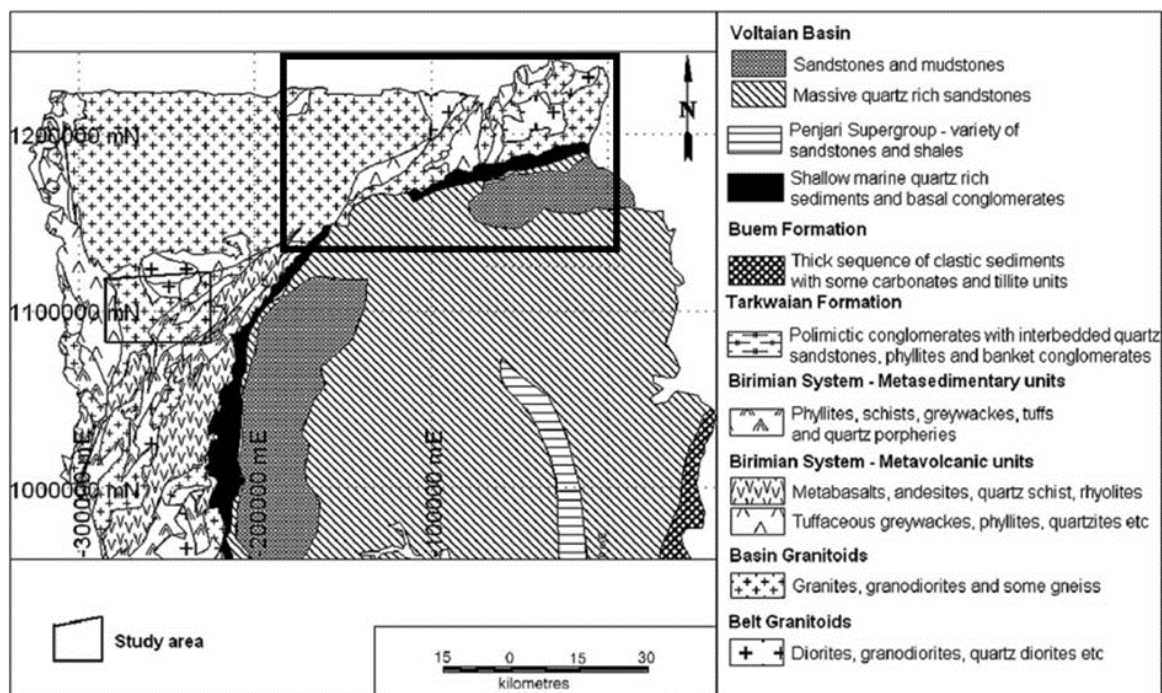 1200000 mN
1100000 mN
1000000 mN
-300000 mE
-200000 mE
-100000 mE
N
Study area
15 0 15 30
kilometres
Voltaian Basin
Sandstones and mudstones
Massive quartz rich sandstones
Penjari Supergroup - variety of
sandstones and shales
Shallow marine quartz rich
sediments and basal conglomerates
Buem Formation
Thick sequence of clastic sediments
with some carbonates and tillite units
Tarkwaian Formation
Polimictic conglomerates with interbedded quartz
sandstones, phyllites and banket conglomerates
Birimian System - Metasedimentary units
Phyllites, schists, greywackes, tuffs
and quartz porpheries
Birimian System - Metavolcanic units
Metabasalts, andesites, quartz schist, rhyolites
Tuffaceous greywackes, phyllites, quartzites etc
Basin Granitoids
Granites, granodiorites and some gneiss
Belt Granitoids
Diorites, granodiorites, quartz diorites etc